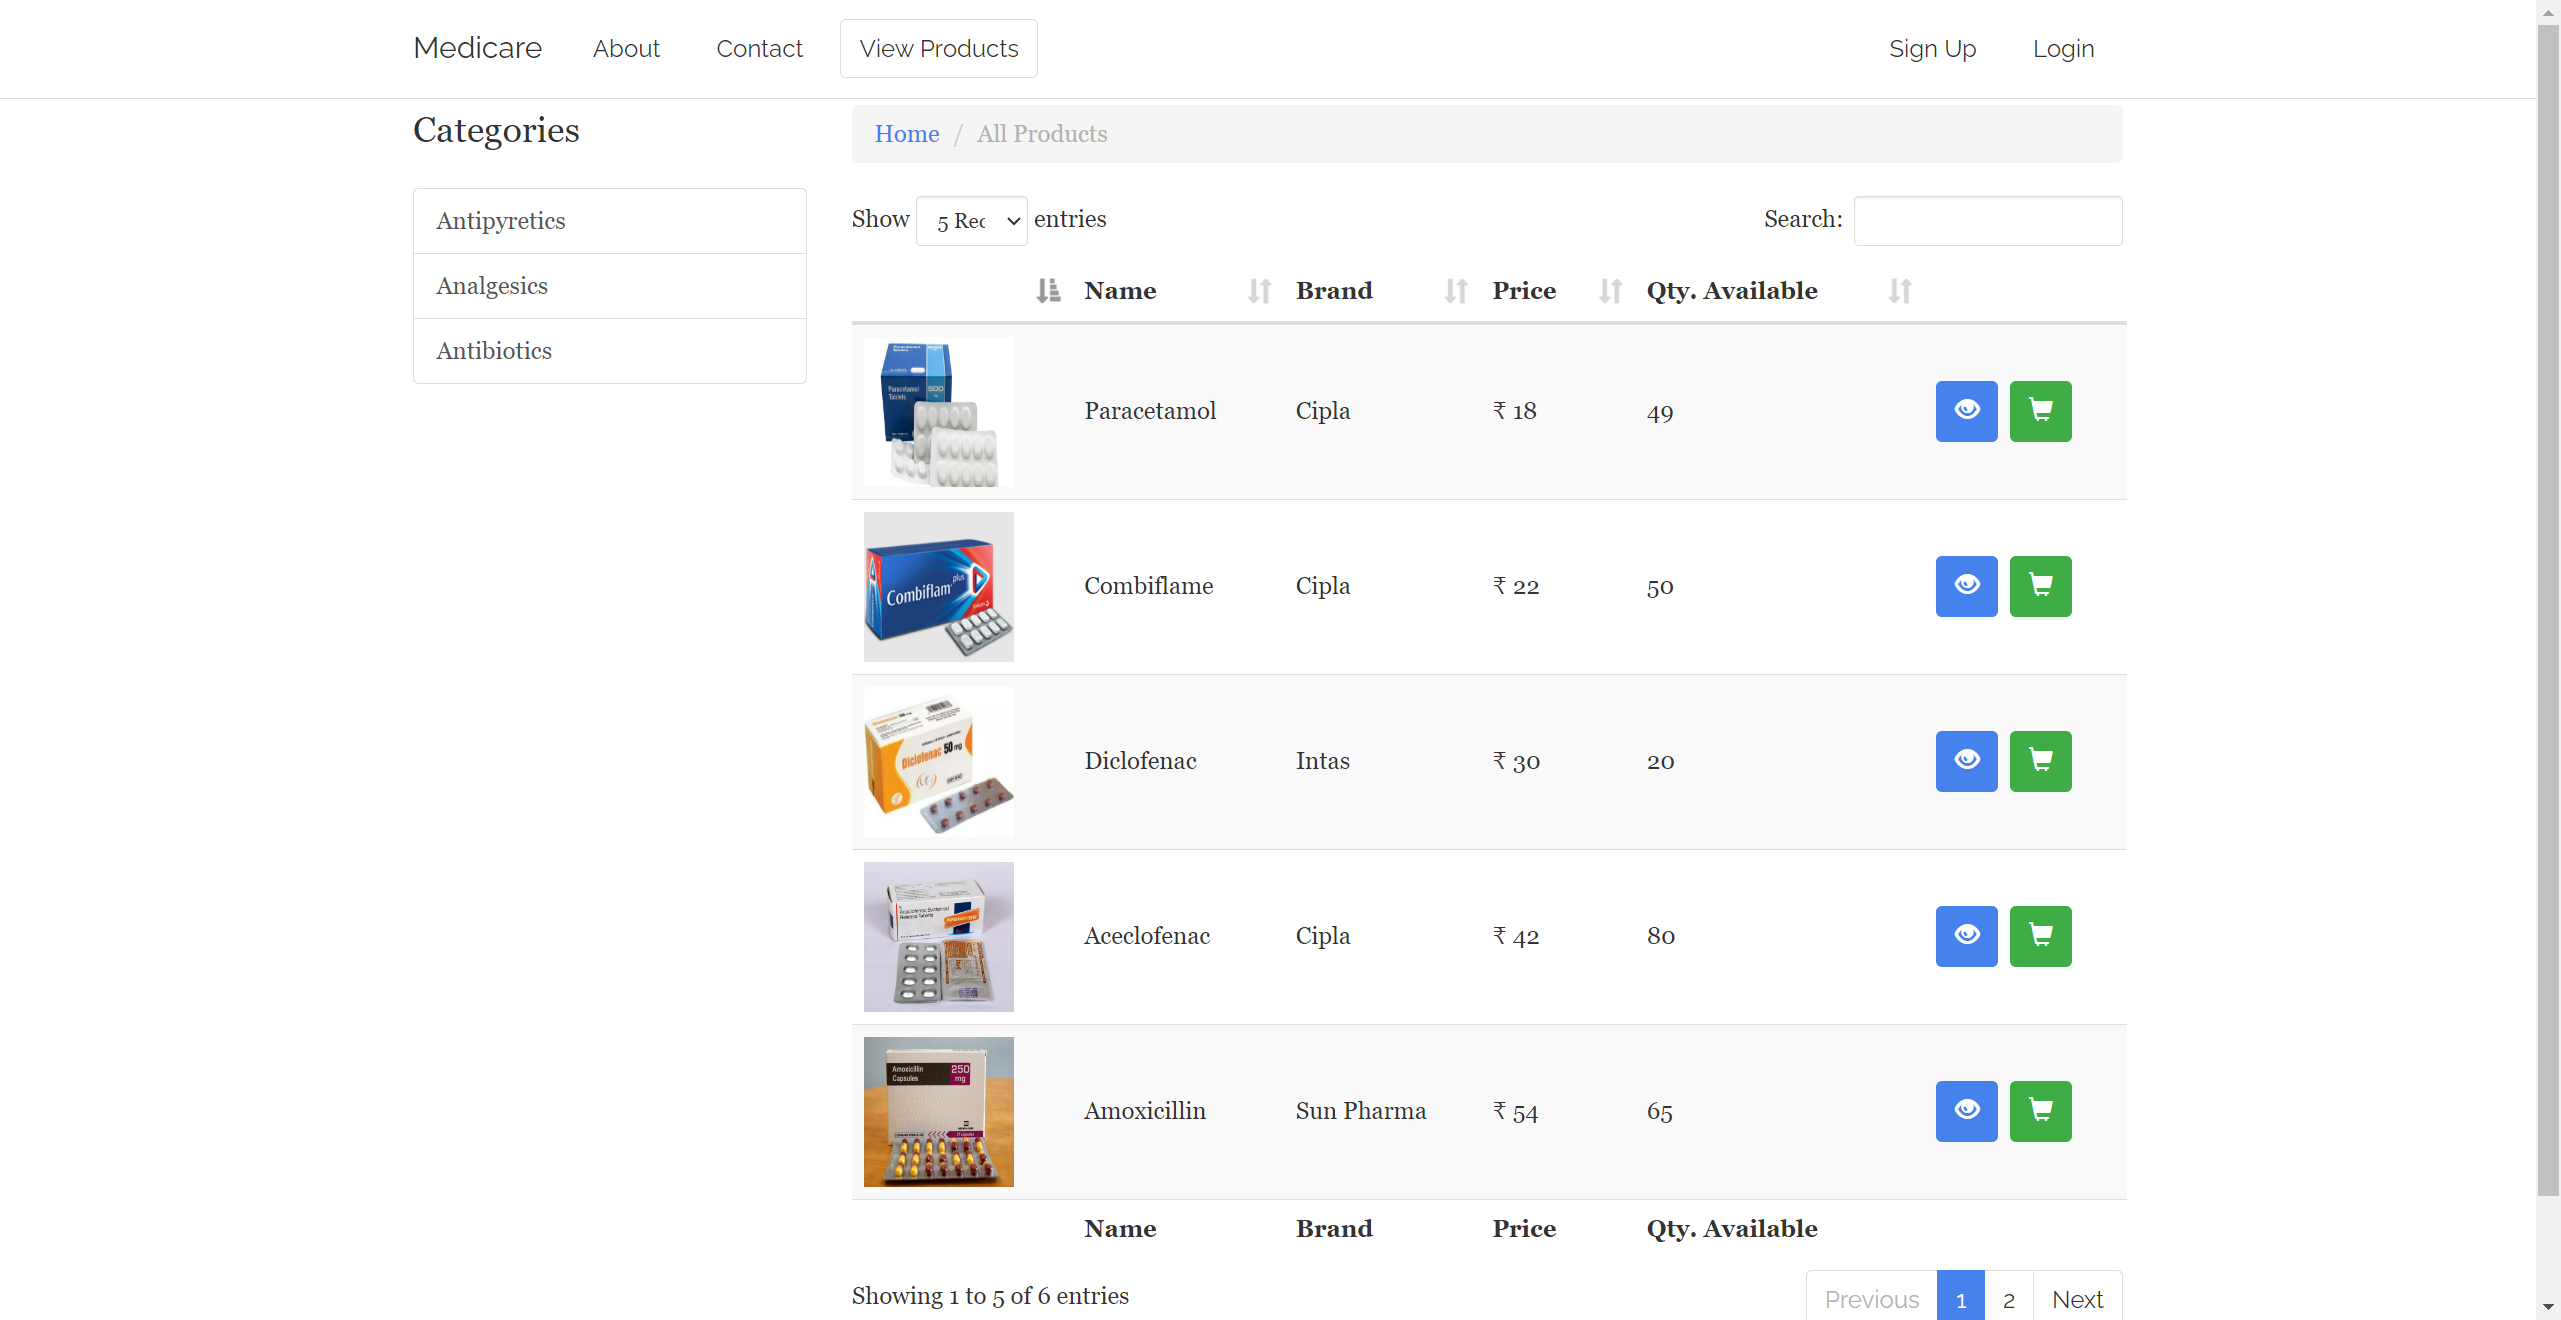 Medicare About Contact View Products Sign Up Login
Categories
Home / All Products
Antipyretics
Analgesics
Antibiotics
Show 5 Rec entries Search:
Name Brand Price Qty. Available
Paracetamol
Tablets
500
Paracetamol Cipla ₹ 18 49
Combiflam plus
Combiflame Cipla ₹ 22 50
Diclofenac 50 mg
Diclofenac Intas ₹ 30 20
Aceclofenac Cipla ₹ 42 80
Amoxicillin 250
Capsules mg
Amoxicillin Sun Pharma ₹ 54 65
Name Brand Price Qty. Available
Showing 1 to 5 of 6 entries Previous 1 2 Next